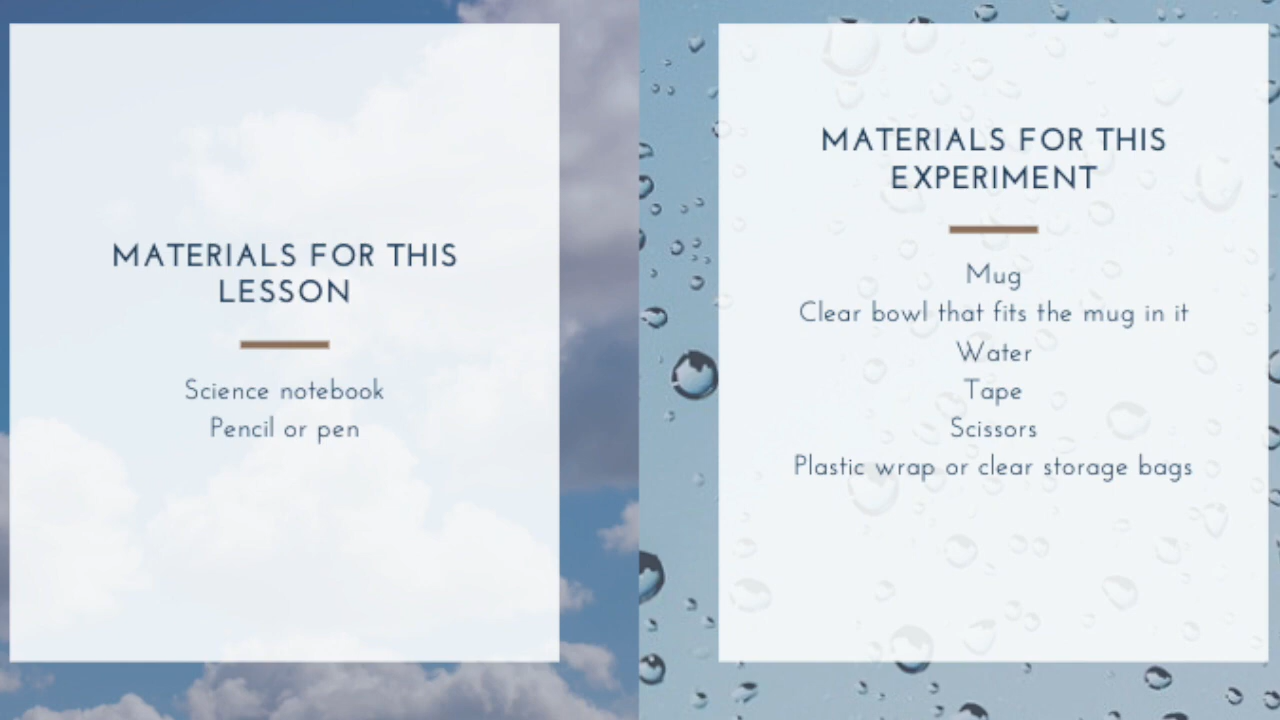 MATERIALS FOR THIS
LESSON
Science notebook
Pencil or pen
MATERIALS FOR THIS
EXPERIMENT
Mug
Clear bowl that fits the mug in it
Water
Tape
Scissors
Plastic wrap or clear storage bags